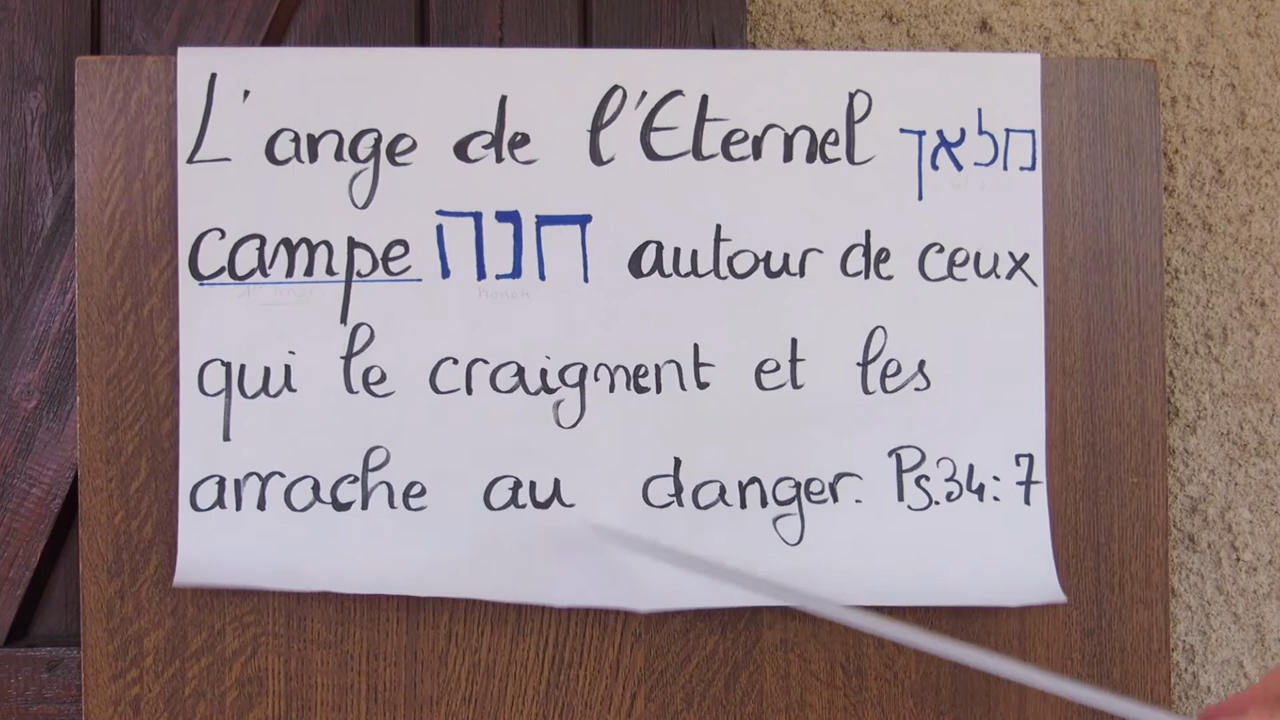 L'ange de l'Eternel מלאך
campe חנה autour de ceux
qui le craignent et les
arrache au danger. Ps.34:7